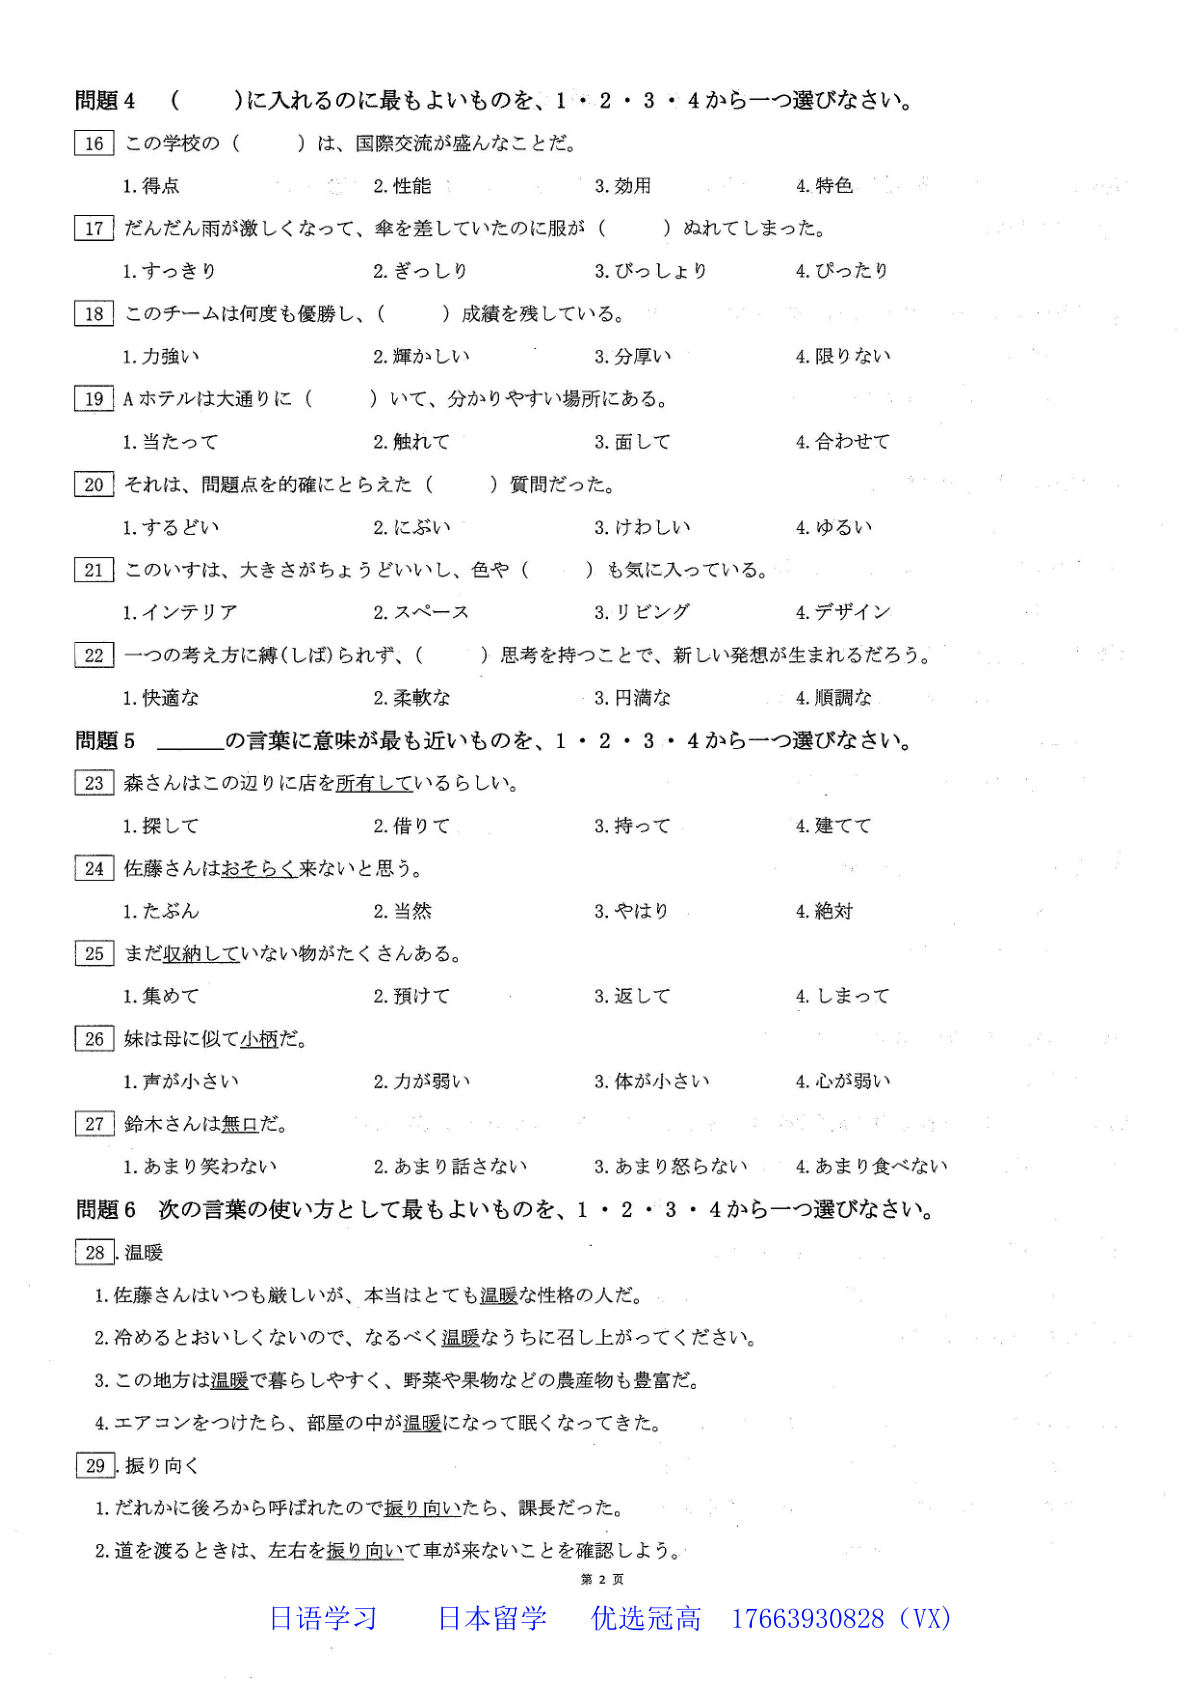 問題4　(　　)に入れるのに最もよいものを、1・2・3・4から一つ選びなさい。
16 この学校の（　　）は、国際交流が盛んなことだ。
1.得点　2.性能　3.効用　4.特色
17 だんだん雨が激しくなって、傘を差していたのに服が（　　）ぬれてしまった。
1.すっきり　2.ぎっしり　3.びっしょり　4.ぴったり
18 このチームは何度も優勝し、（　　）成績を残している。
1.力強い　2.輝かしい　3.分厚い　4.限りない
19 Aホテルは大通りに（　　）いて、分かりやすい場所にある。
1.当たって　2.触れて　3.面して　4.合わせて
20 それは、問題点を的確にとらえた（　　）質問だった。
1.するどい　2.にぶい　3.けわしい　4.ゆるい
21 このいすは、大きさがちょうどいいし、色や（　　）も気に入っている。
1.インテリア　2.スペース　3.リビング　4.デザイン
22 一つの考え方に縛(しば)られず、（　　）思考を持つことで、新しい発想が生まれるだろう。
1.快適な　2.柔軟な　3.円満な　4.順調な
問題5　______の言葉に意味が最も近いものを、1・2・3・4から一つ選びなさい。
23 森さんはこの辺りに店を所有しているらしい。
1.探して　2.借りて　3.持って　4.建てて
24 佐藤さんはおそらく来ないと思う。
1.たぶん　2.当然　3.やはり　4.絶対
25 まだ収納していない物がたくさんある。
1.集めて　2.預けて　3.返して　4.しまって
26 妹は母に似て小柄だ。
1.声が小さい　2.力が弱い　3.体が小さい　4.心が弱い
27 鈴木さんは無口だ。
1.あまり笑わない　2.あまり話さない　3.あまり怒らない　4.あまり食べない
問題6　次の言葉の使い方として最もよいものを、1・2・3・4から一つ選びなさい。
28.温暖
1.佐藤さんはいつも厳しいが、本当はとても温暖な性格の人だ。
2.冷めるとおいしくないので、なるべく温暖なうちに召し上がってください。
3.この地方は温暖で暮らしやすく、野菜や果物などの農産物も豊富だ。
4.エアコンをつけたら、部屋の中が温暖になって眠くなってきた。
29.振り向く
1.だれかに後ろから呼ばれたので振り向いたら、課長だった。
2.道を渡るときは、左右を振り向いて車が来ないことを確認しよう。
第 2 页
日语学习　日本留学　优选冠高　17663930828（VX)